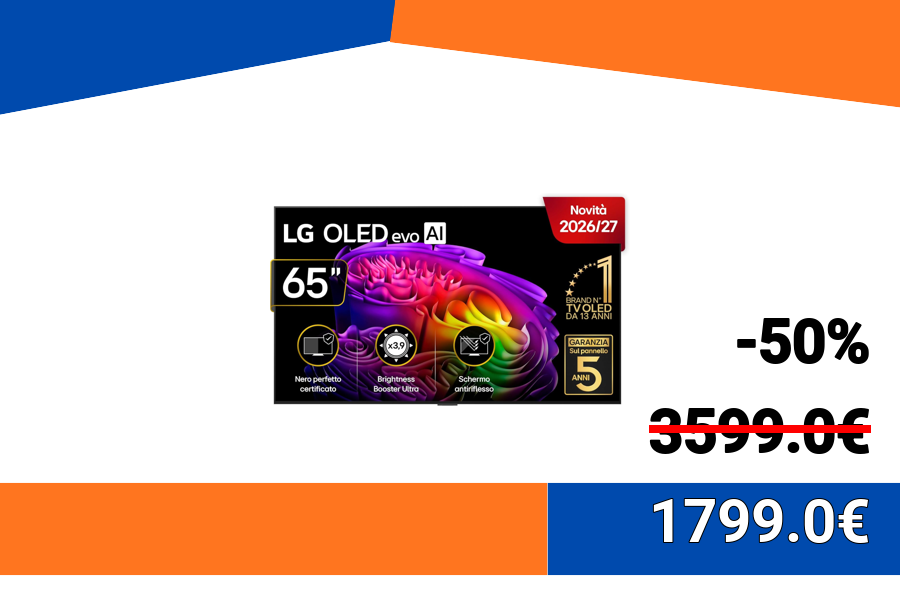 Novità
2026/27
LG OLED evo AI
65"
1
BRAND N°
TV OLED
DA 13 ANNI
x3,9
Nero perfetto
certificato
Brightness
Booster Ultra
Schermo
antiriflesso
GARANZIA
Sul pannello
5
ANNI
-50%
3599.0€
1799.0€